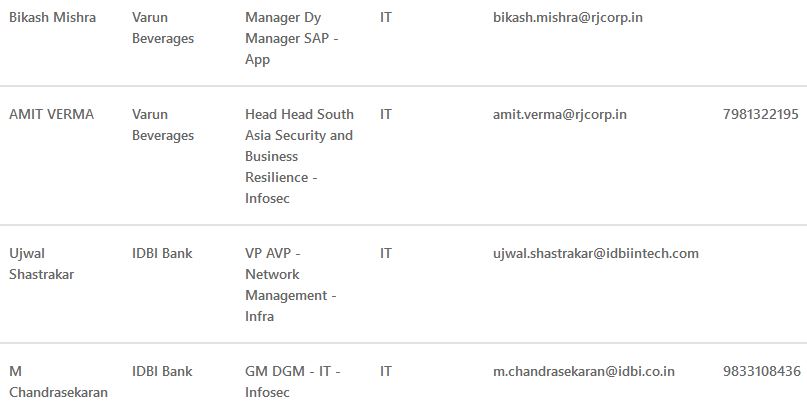 Bikash Mishra
Varun
Beverages
Manager Dy
Manager SAP -
App
IT
bikash.mishra@rjcorp.in
AMIT VERMA
Varun
Beverages
Head Head South
Asia Security and
Business
Resilience -
Infosec
IT
amit.verma@rjcorp.in
7981322195
Ujwal
Shastrakar
IDBI Bank
VP AVP -
Network
Management -
Infra
IT
ujwal.shastrakar@idbiintech.com
M
Chandrasekaran
IDBI Bank
GM DGM - IT -
Infosec
IT
m.chandrasekaran@idbi.co.in
9833108436